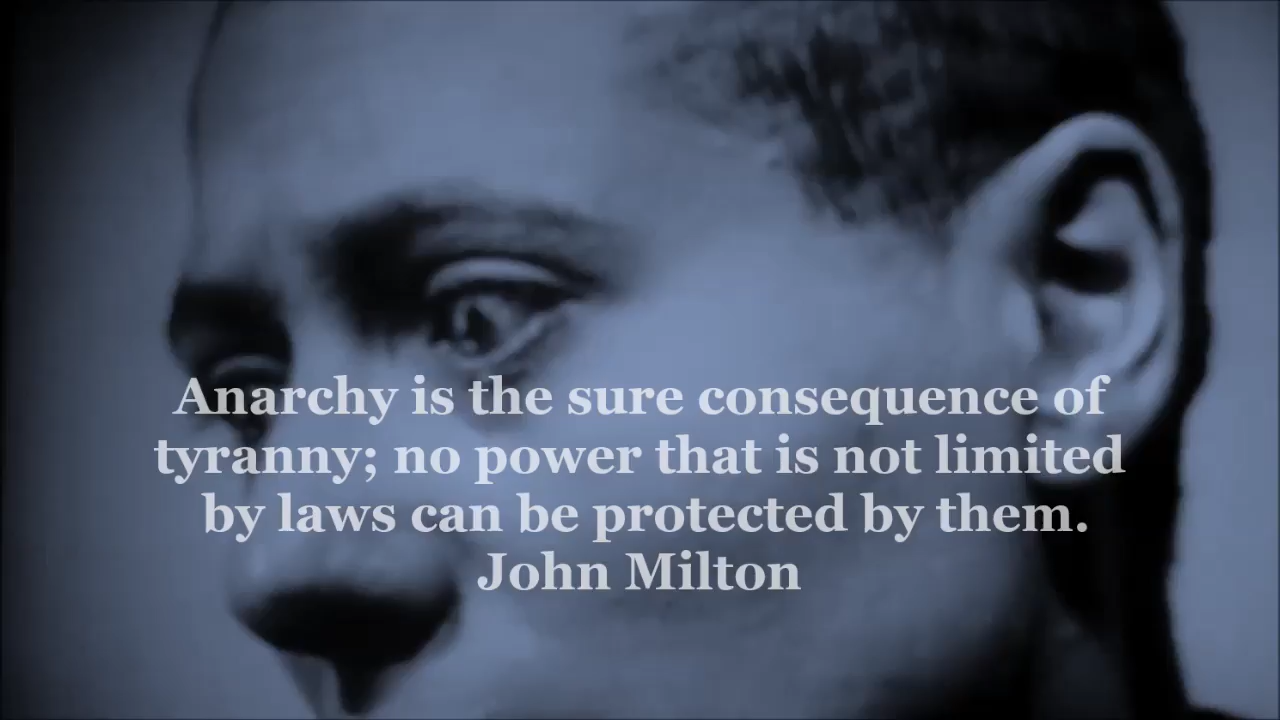 Anarchy is the sure consequence of
tyranny; no power that is not limited
by laws can be protected by them.
John Milton